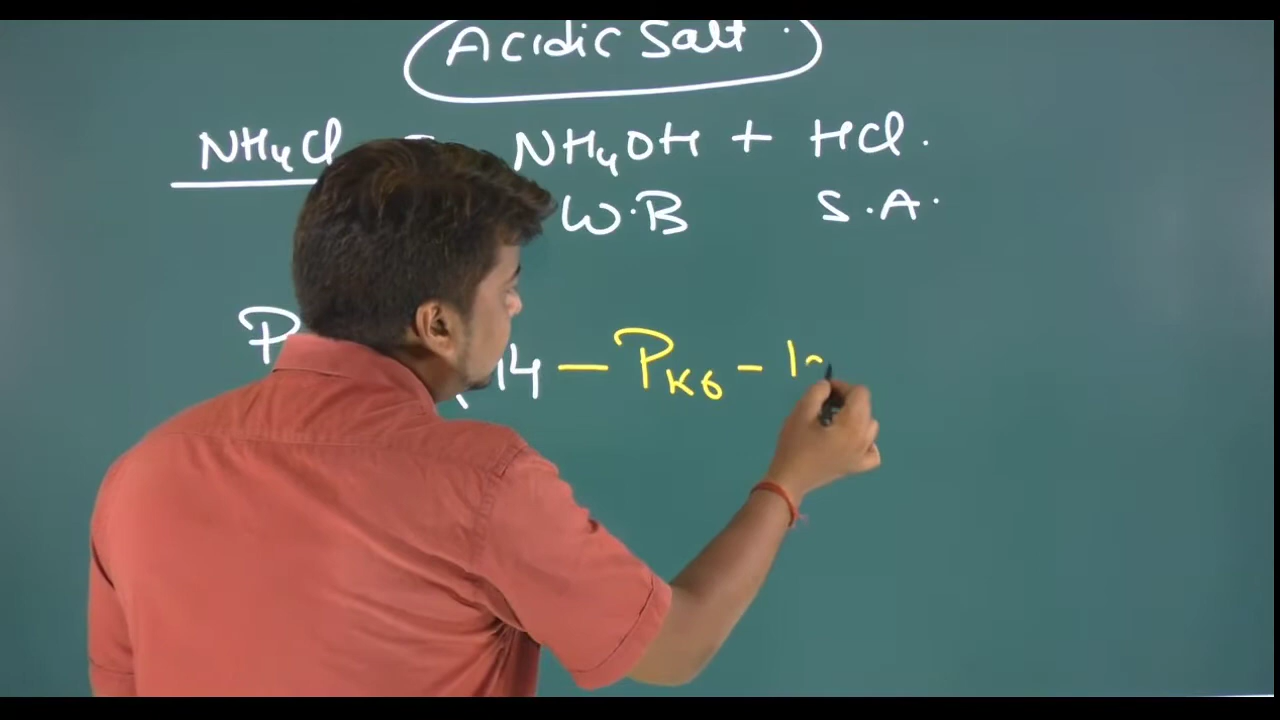 Acidic Salt.
NH4Cl NH4OH + HCl.
W.B S.A.
P 14 - PKb -